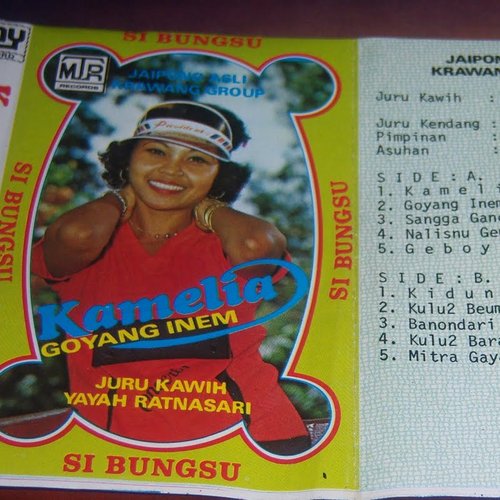 SI BUNGSU
MJR
RECORDS
JAIPONG ASLI
KRAWANG GROUP
President
SI BUNGSU
SI BUNGSU
Kamelia
GOYANG INEM
JURU KAWIH
YAYAH RATNASARI
SI BUNGSU
JAIPON
KRAWANG
Juru Kawih :
Juru Kendang :
Pimpinan :
Asuhan :
SIDE: A.
1. Kamel
2. Goyang Inem
3. Sangga Gan
4. Nalisnu Ge
5. Geboy
SIDE: B.
1. Kidun
2. Kulu2 Beum
3. Banondari
4. Kulu2 Bara
5. Mitra Gay